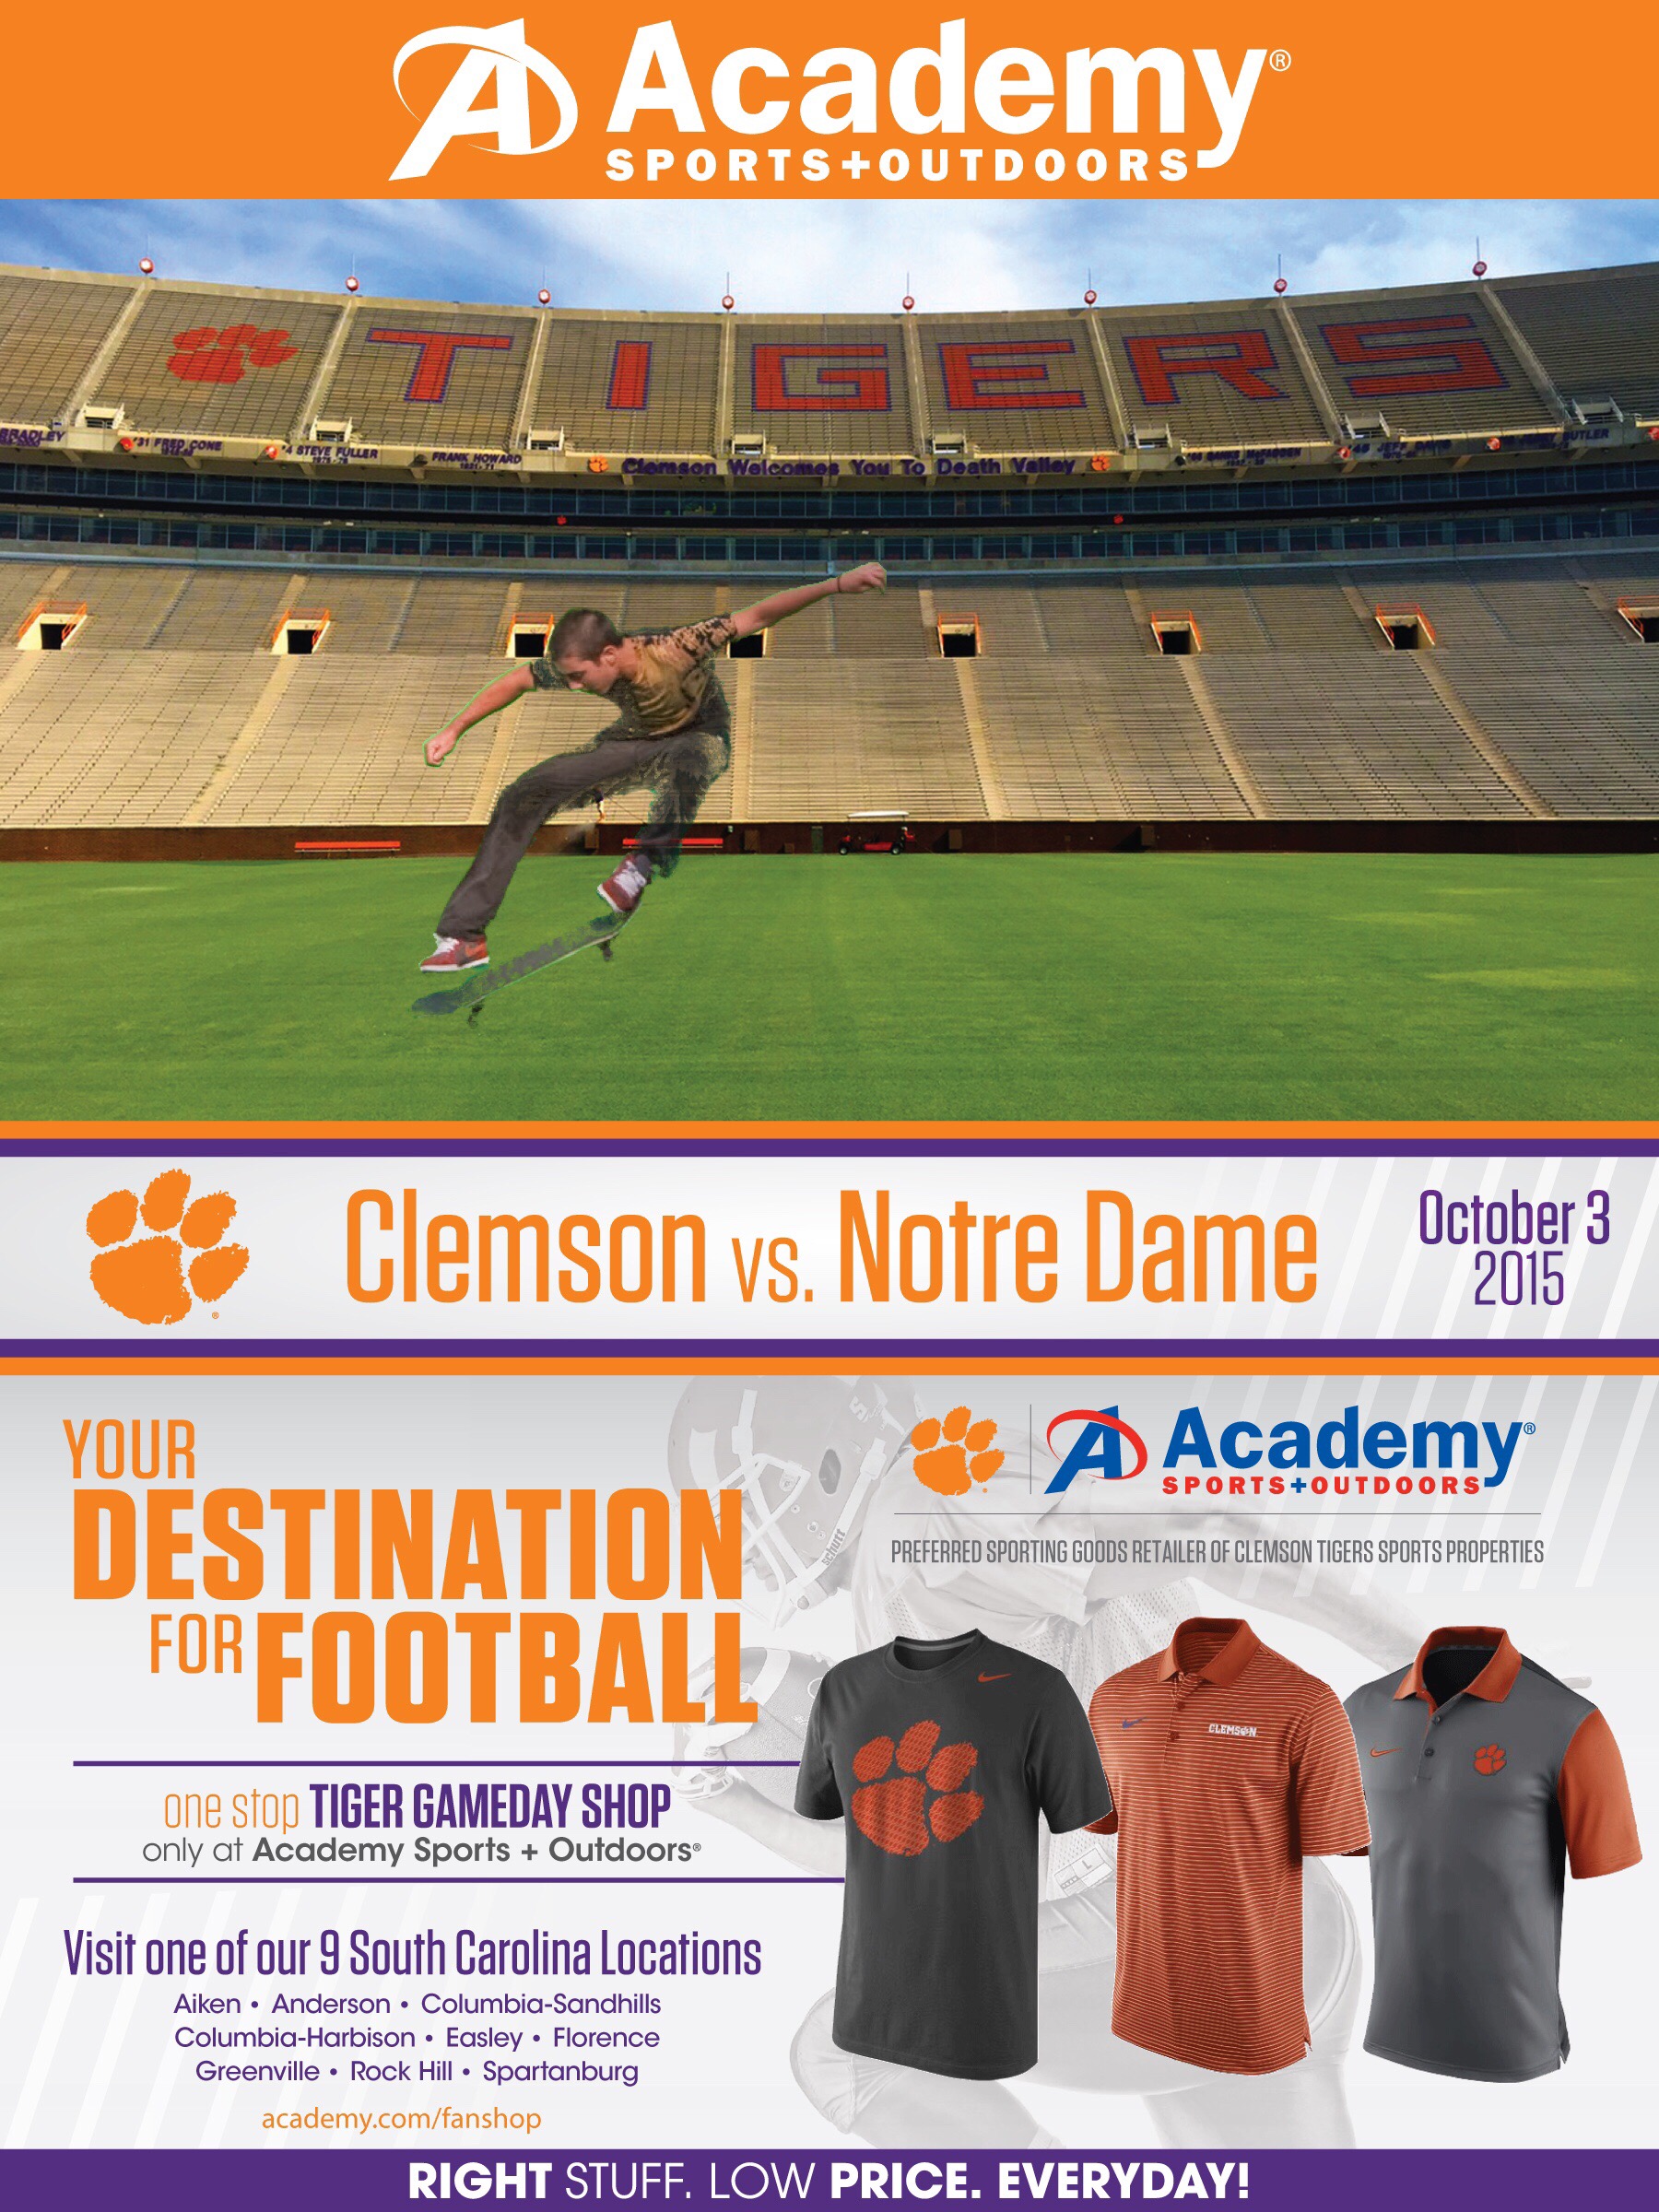 Academy®
SPORTS+OUTDOORS
TIGERS
BRADLEY
#31 FRED CONE
#4 STEVE FULLER
FRANK HOWARD
Clemson Welcomes You To Death Valley
BUTLER
Clemson vs. Notre Dame
October 3
2015
YOUR
DESTINATION
FOR FOOTBALL
one stop TIGER GAMEDAY SHOP
only at Academy Sports + Outdoors®
Visit one of our 9 South Carolina Locations
Aiken • Anderson • Columbia-Sandhills
Columbia-Harbison • Easley • Florence
Greenville • Rock Hill • Spartanburg
academy.com/fanshop
Academy®
SPORTS+OUTDOORS
PREFERRED SPORTING GOODS RETAILER OF CLEMSON TIGERS SPORTS PROPERTIES
schutt
CLEMSON
L
RIGHT STUFF. LOW PRICE. EVERYDAY!